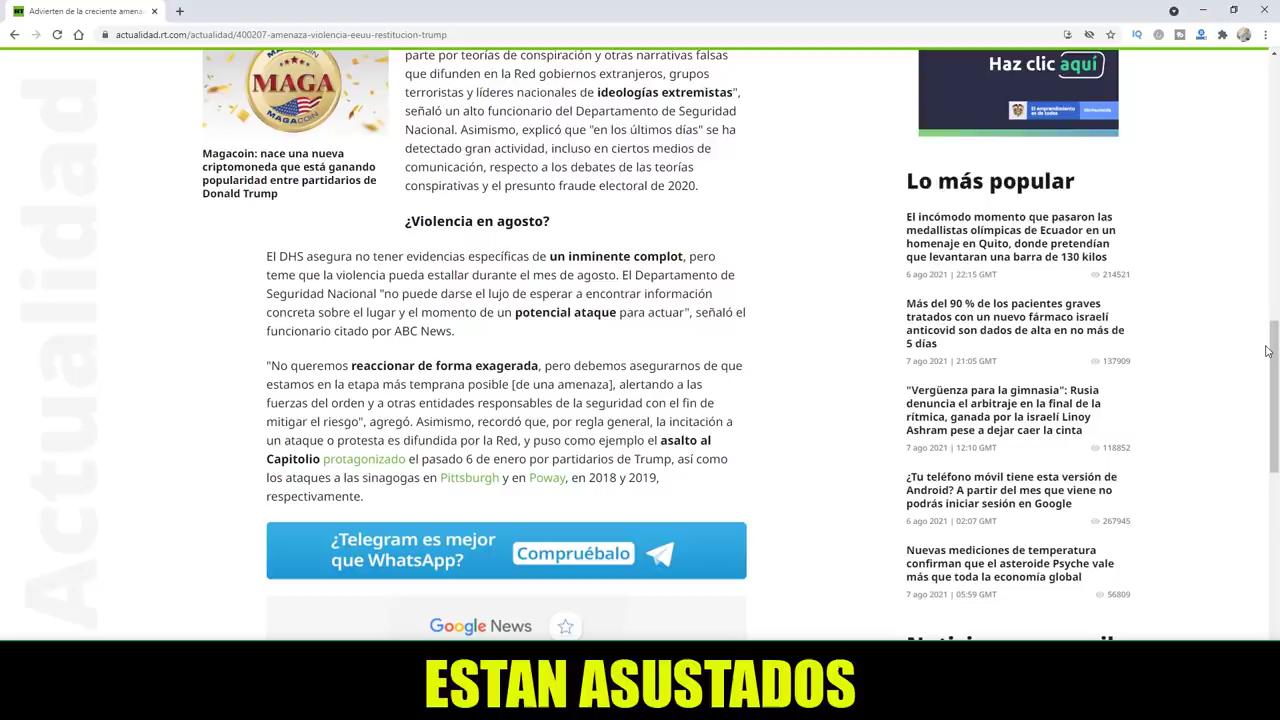 Advierten de la creciente amena
actualidad.rt.com/actualidad/400207-amenaza-violencia-eeuu-restitucion-trump
Actualidad
MAGA
MAGACOIN
Magacoin: nace una nueva
criptomoneda que está ganando
popularidad entre partidarios de
Donald Trump
parte por teorías de conspiración y otras narrativas falsas
que difunden en la Red gobiernos extranjeros, grupos
terroristas y líderes nacionales de ideologías extremistas",
señaló un alto funcionario del Departamento de Seguridad
Nacional. Asimismo, explicó que "en los últimos días" se ha
detectado gran actividad, incluso en ciertos medios de
comunicación, respecto a los debates de las teorías
conspirativas y el presunto fraude electoral de 2020.
¿Violencia en agosto?
El DHS asegura no tener evidencias específicas de un inminente complot, pero
teme que la violencia pueda estallar durante el mes de agosto. El Departamento de
Seguridad Nacional "no puede darse el lujo de esperar a encontrar información
concreta sobre el lugar y el momento de un potencial ataque para actuar", señaló el
funcionario citado por ABC News.
"No queremos reaccionar de forma exagerada, pero debemos asegurarnos de que
estamos en la etapa más temprana posible [de una amenaza], alertando a las
fuerzas del orden y a otras entidades responsables de la seguridad con el fin de
mitigar el riesgo", agregó. Asimismo, recordó que, por regla general, la incitación a
un ataque o protesta es difundida por la Red, y puso como ejemplo el asalto al
Capitolio protagonizado el pasado 6 de enero por partidarios de Trump, así como
los ataques a las sinagogas en Pittsburgh y en Poway, en 2018 y 2019,
respectivamente.
¿Telegram es mejor
que WhatsApp?
Compruébalo
Google News
Haz clic aquí
El emprendimiento
es de todos
Lo más popular
El incómodo momento que pasaron las
medallistas olímpicas de Ecuador en un
homenaje en Quito, donde pretendían
que levantaran una barra de 130 kilos
6 ago 2021 | 22:15 GMT 214521
Más del 90 % de los pacientes graves
tratados con un nuevo fármaco israelí
anticovid son dados de alta en no más de
5 días
7 ago 2021 | 21:05 GMT 137909
"Vergüenza para la gimnasia": Rusia
denuncia el arbitraje en la final de la
rítmica, ganada por la israelí Linoy
Ashram pese a dejar caer la cinta
7 ago 2021 | 12:10 GMT 118852
¿Tu teléfono móvil tiene esta versión de
Android? A partir del mes que viene no
podrás iniciar sesión en Google
6 ago 2021 | 02:07 GMT 267945
Nuevas mediciones de temperatura
confirman que el asteroide Psyche vale
más que toda la economía global
7 ago 2021 | 05:59 GMT 56809
ESTAN ASUSTADOS